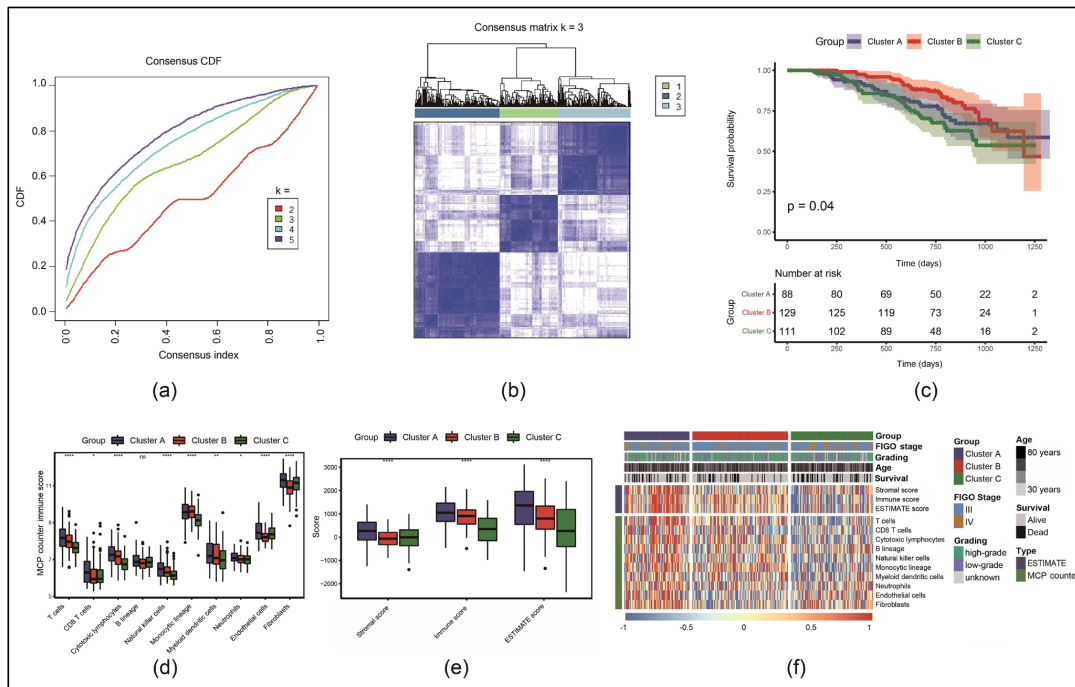 Consensus CDF
1.0
0.8
0.6
0.4
0.2
0.0
CDF
k =
2
3
4
5
0.0
0.2
0.4
0.6
0.8
1.0
Consensus index
(a)
Consensus matrix k = 3
1
2
3
(b)
Group Cluster A Cluster B Cluster C
1.00
0.75
0.50
0.25
0.00
Survival probability
p = 0.04
0 250 500 750 1000 1250
Time (days)
Number at risk
Group
Cluster A 88 80 69 50 22 2
Cluster B 129 125 119 73 24 1
Cluster C 111 102 89 48 16 2
0 250 500 750 1000 1250
Time (days)
(c)
Group Cluster A Cluster B Cluster C
**** * **** ns **** **** ** * **** ****
MCP counter immune score
11
9
7
5
T cells
CD8 T cells
Cytotoxic lymphocytes
B lineage
Natural killer cells
Monocytic lineage
Myeloid dendritic cells
Neutrophils
Endothelial cells
Fibroblasts
(d)
Group Cluster A Cluster B Cluster C
**** **** ****
Score
3000
2000
1000
0
-1000
-2000
Stromal score
Immune score
ESTIMATE score
(e)
Group
FIGO stage
Grading
Age
Survival
Stromal score
Immune score
ESTIMATE score
T cells
CD8 T cells
Cytotoxic lymphocytes
B lineage
Natural killer cells
Monocytic lineage
Myeloid dendritic cells
Neutrophils
Endothelial cells
Fibroblasts
-1 -0.5 0 0.5 1
Group
Cluster A
Cluster B
Cluster C
FIGO Stage
III
IV
Grading
high-grade
low-grade
unknown
Age
80 years
30 years
Survival
Alive
Dead
Type
ESTIMATE
MCP counte
(f)